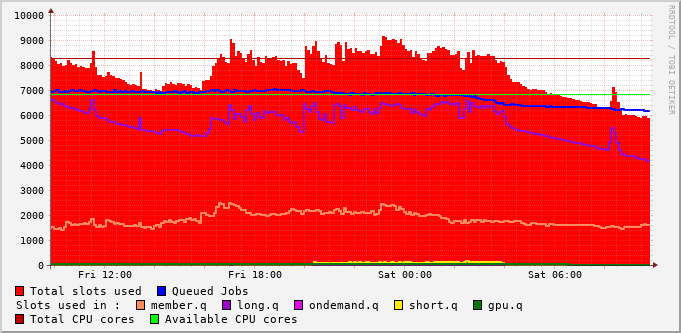 10000
9000
8000
7000
6000
5000
4000
3000
2000
1000
0
Fri 12:00 Fri 18:00 Sat 00:00 Sat 06:00
RRDTOOL / TOBI OETIKER
Total slots used Queued Jobs
Slots used in : member.q long.q ondemand.q short.q gpu.q
Total CPU cores Available CPU cores